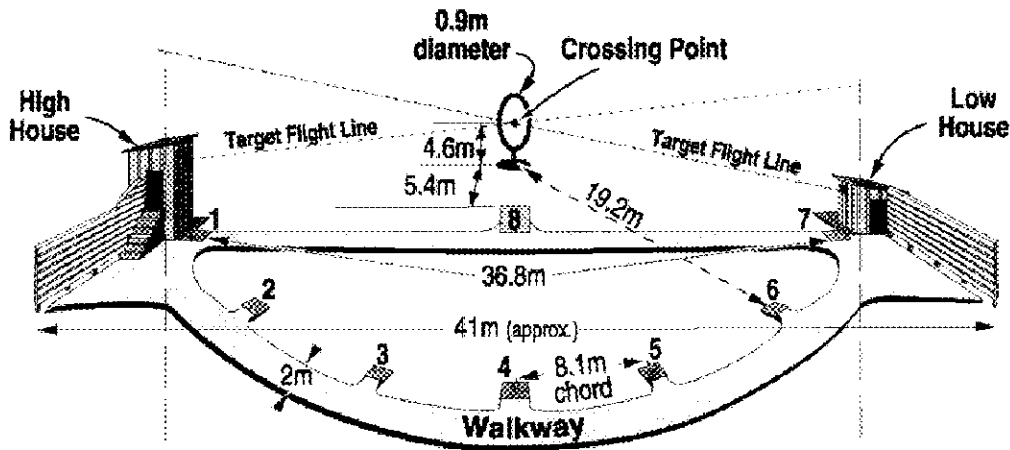 0.9m
diameter
Crossing Point
High
House
Low
House
Target Flight Line
4.6m
Target Flight Line
5.4m
19.2m
1
8
7
36.8m
2
6
41m (approx.)
3
4
8.1m
chord
5
2m
Walkway